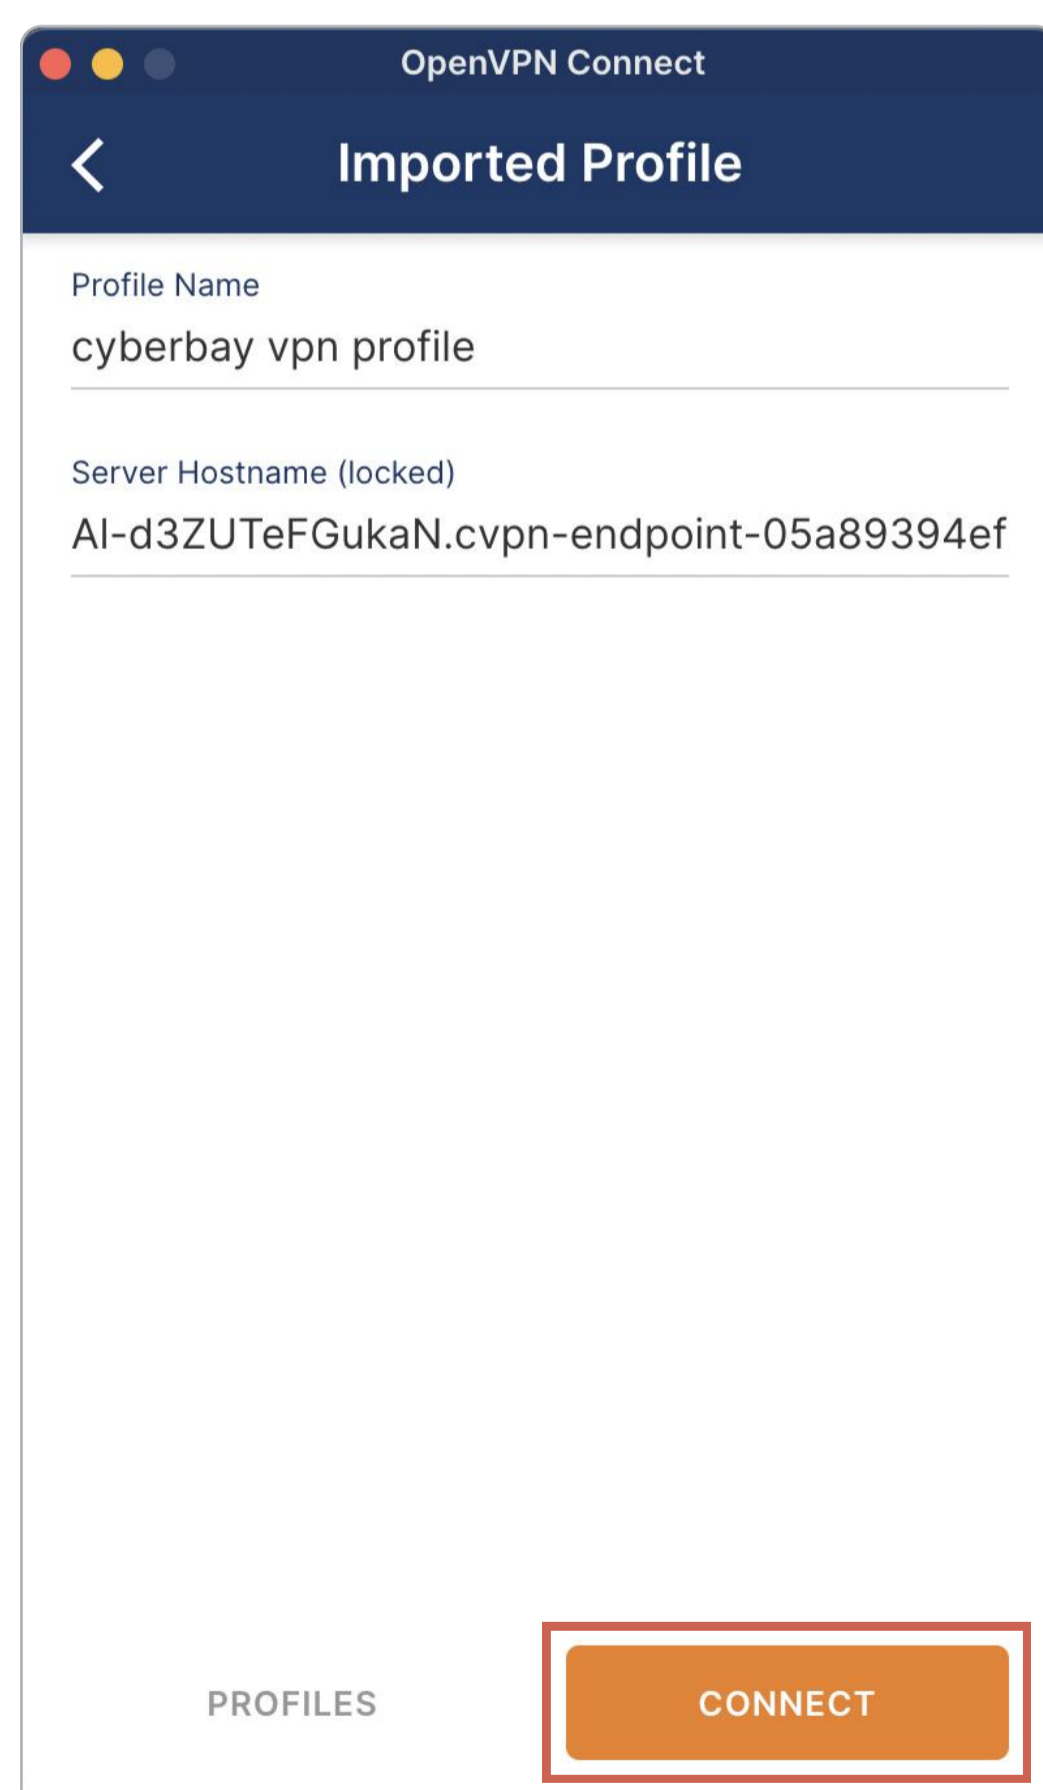 OpenVPN Connect
Imported Profile
Profile Name
cyberbay vpn profile
Server Hostname (locked)
AI-d3ZUTeFGukaN.cvpn-endpoint-05a89394ef
PROFILES
CONNECT